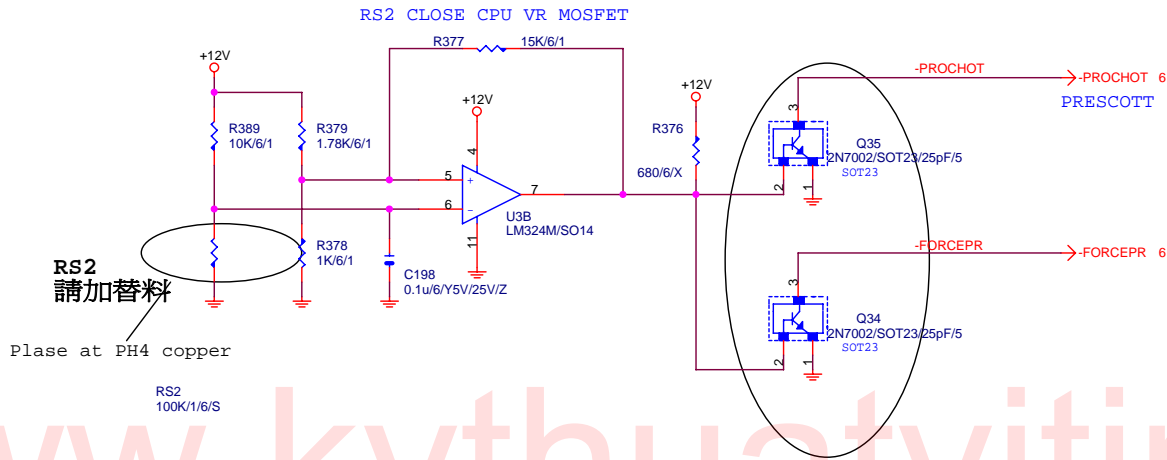 RS2 CLOSE CPU VR MOSFET
R377
15K/6/1
+12V
R389
10K/6/1
R379
1.78K/6/1
+12V
4
5
+
6
-
7
11
U3B
LM324M/SO14
R378
1K/6/1
C198
0.1u/6/Y5V/25V/Z
RS2
請加替料
Plase at PH4 copper
RS2
100K/1/6/S
+12V
R376
680/6/X
-PROCHOT
-PROCHOT 6
PRESCOTT
3
2
1
Q35
2N7002/SOT23/25pF/5
SOT23
-FORCEPR
-FORCEPR 6
3
2
1
Q34
2N7002/SOT23/25pF/5
SOT23